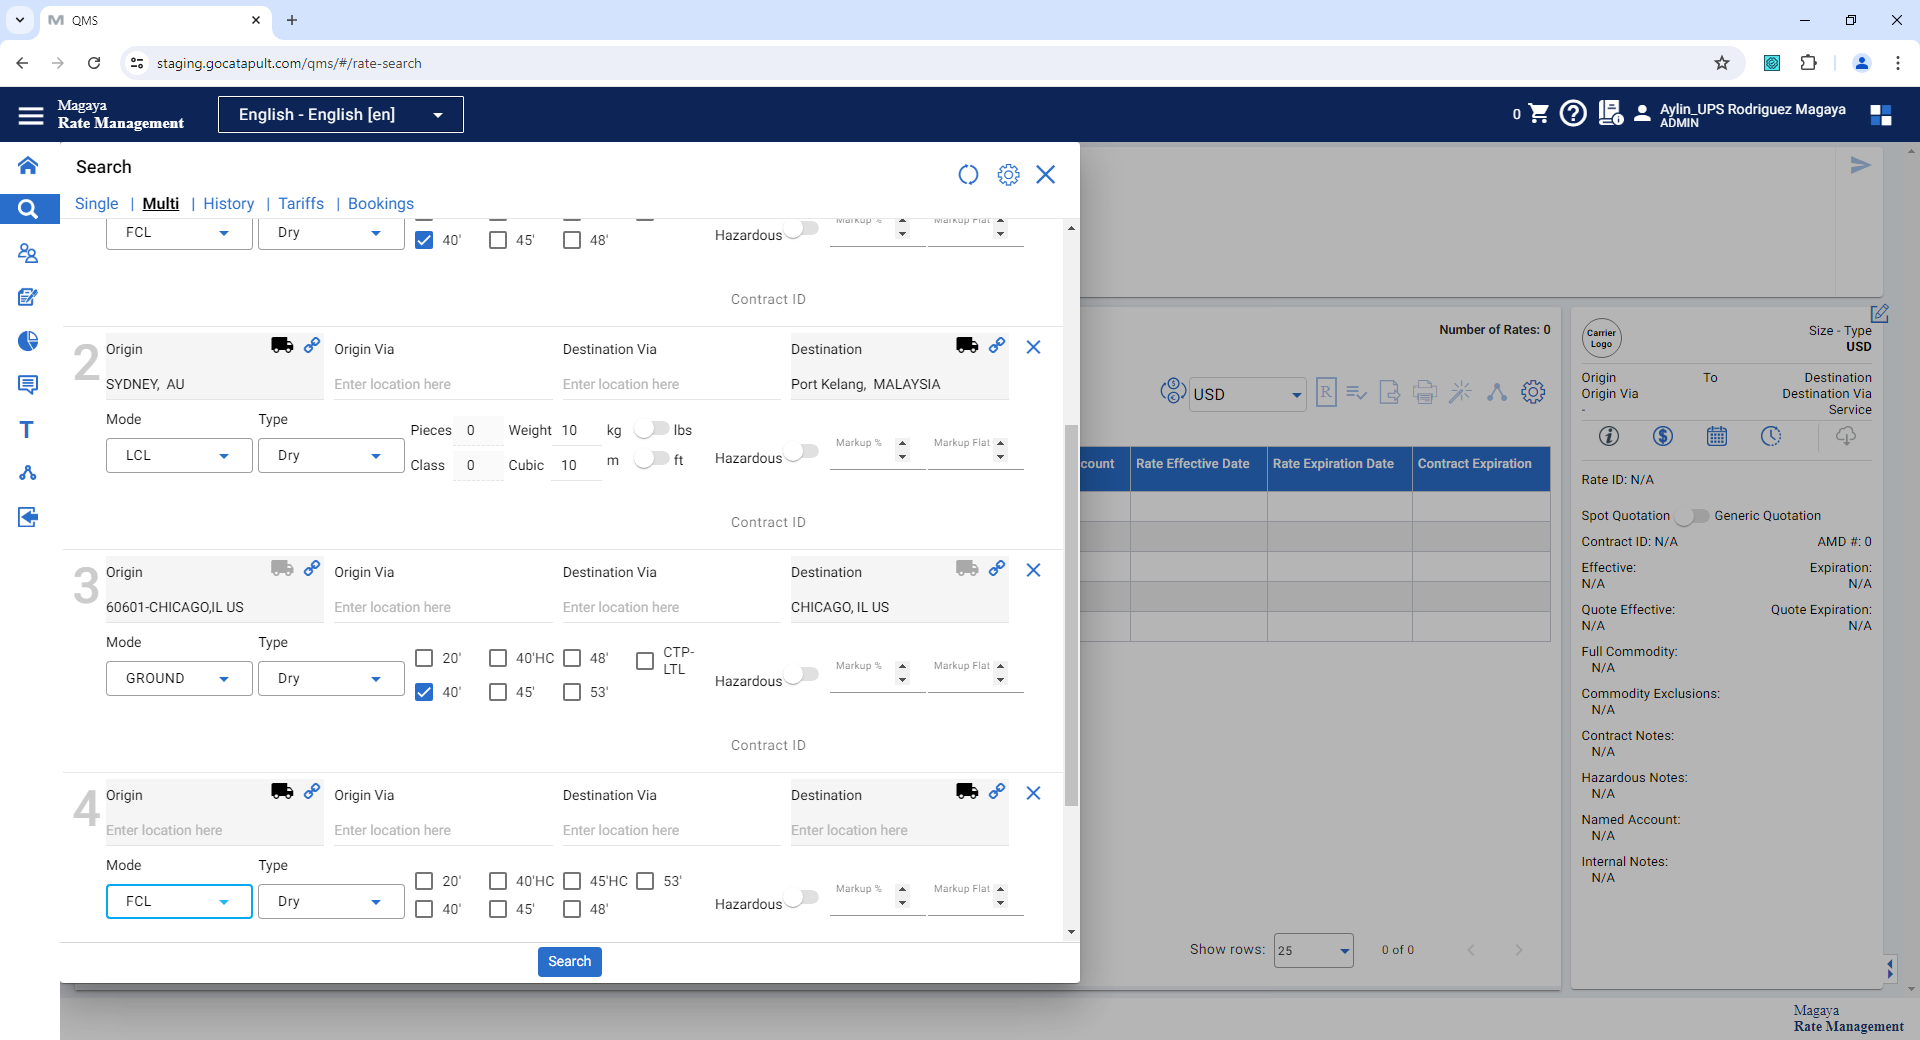 QMS
staging.gocatapult.com/qms/#/rate-search
Magaya
Rate Management
English - English [en]
0
Aylin_UPS Rodriguez Magaya
ADMIN
Search
Single | Multi | History | Tariffs | Bookings
FCL
Dry
40'
45'
48'
Hazardous
Markup %
Markup Flat
Contract ID
2
Origin
Origin Via
Destination Via
Destination
SYDNEY, AU
Enter location here
Enter location here
Port Kelang, MALAYSIA
Mode
Type
LCL
Dry
Pieces 0 Weight 10 kg lbs
Class 0 Cubic 10 m ft
Hazardous
Markup %
Markup Flat
Contract ID
3
Origin
Origin Via
Destination Via
Destination
60601-CHICAGO,IL US
Enter location here
Enter location here
CHICAGO, IL US
Mode
Type
GROUND
Dry
20' 40'HC 48' CTP-
LTL
40' 45' 53'
Hazardous
Markup %
Markup Flat
Contract ID
4
Origin
Origin Via
Destination Via
Destination
Enter location here
Enter location here
Enter location here
Enter location here
Mode
Type
FCL
Dry
20' 40'HC 45'HC 53'
40' 45' 48'
Hazardous
Markup %
Markup Flat
Search
Number of Rates: 0
USD
R
count
Rate Effective Date
Rate Expiration Date
Contract Expiration
Show rows: 25
0 of 0
Carrier
Logo
Size - Type
USD
Origin To Destination
Origin Via Destination Via
- Service
Rate ID: N/A
Spot Quotation Generic Quotation
Contract ID: N/A AMD #: 0
Effective: Expiration:
N/A N/A
Quote Effective: Quote Expiration:
N/A N/A
Full Commodity:
N/A
Commodity Exclusions:
N/A
Contract Notes:
N/A
Hazardous Notes:
N/A
Named Account:
N/A
Internal Notes:
N/A
Magaya
Rate Management